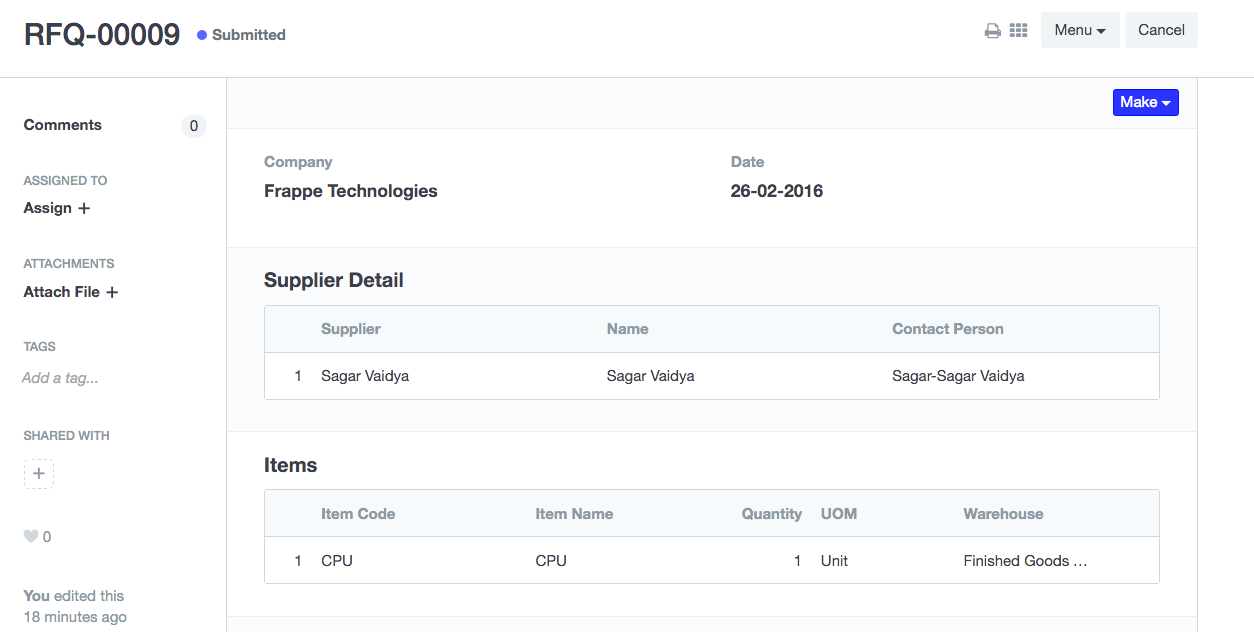 RFQ-00009 Submitted Menu Cancel
Make
Comments 0
ASSIGNED TO
Assign +
ATTACHMENTS
Attach File +
TAGS
Add a tag...
SHARED WITH
+
0
You edited this
18 minutes ago
Company Date
Frappe Technologies 26-02-2016
Supplier Detail
Supplier Name Contact Person
1 Sagar Vaidya Sagar Vaidya Sagar-Sagar Vaidya
Items
Item Code Item Name Quantity UOM Warehouse
1 CPU CPU 1 Unit Finished Goods …